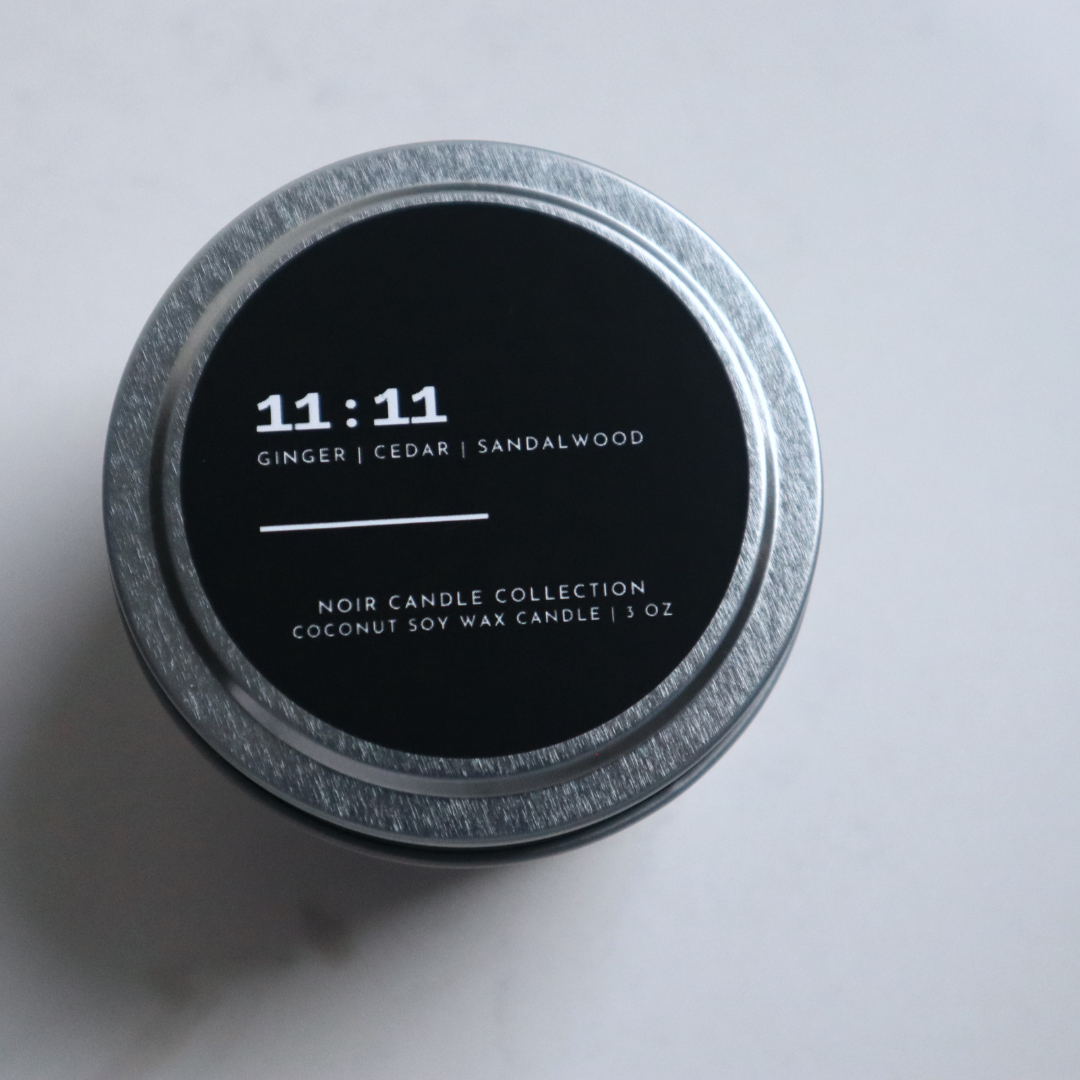 11:11
GINGER | CEDAR | SANDALWOOD
NOIR CANDLE COLLECTION
COCONUT SOY WAX CANDLE | 3 OZ